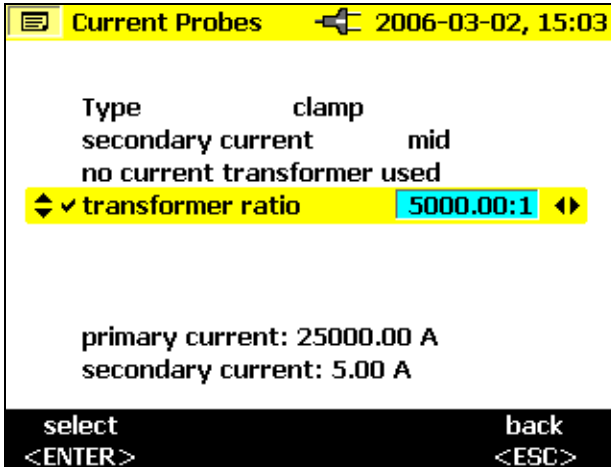 Current Probes 2006-03-02, 15:03
Type clamp
secondary current mid
no current transformer used
transformer ratio 5000.00:1
primary current: 25000.00 A
secondary current: 5.00 A
select back
<ENTER> <ESC>